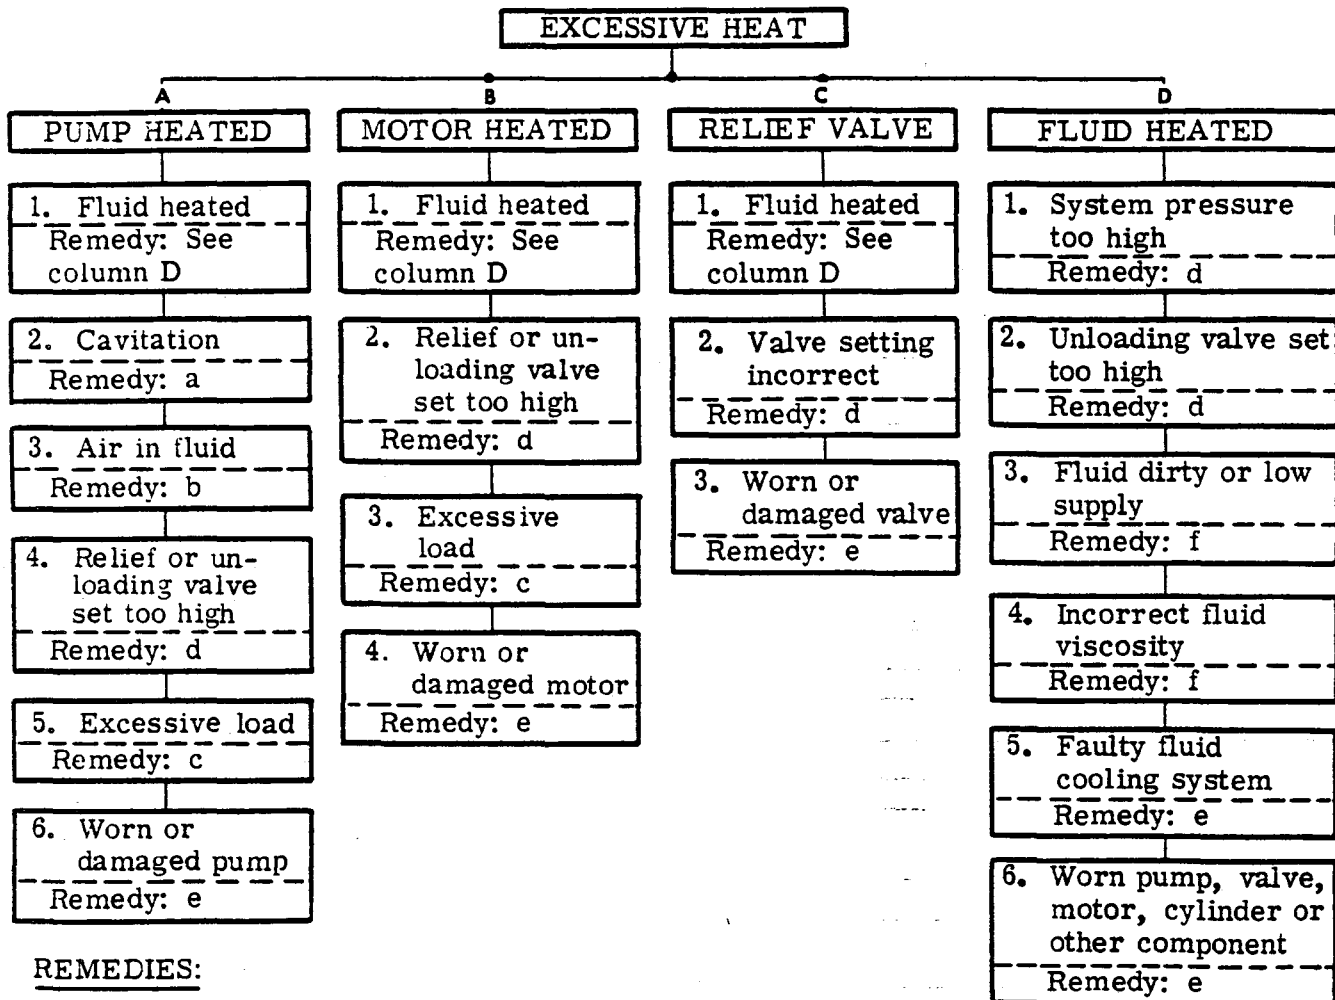 EXCESSIVE HEAT
A
PUMP HEATED
1. Fluid heated
Remedy: See
column D
2. Cavitation
Remedy: a
3. Air in fluid
Remedy: b
4. Relief or un-
loading valve
set too high
Remedy: d
5. Excessive load
Remedy: c
6. Worn or
damaged pump
Remedy: e
B
MOTOR HEATED
1. Fluid heated
Remedy: See
column D
2. Relief or un-
loading valve
set too high
Remedy: d
3. Excessive
load
Remedy: c
4. Worn or
damaged motor
Remedy: e
C
RELIEF VALVE
1. Fluid heated
Remedy: See
column D
2. Valve setting
incorrect
Remedy: d
3. Worn or
damaged valve
Remedy: e
D
FLUID HEATED
1. System pressure
too high
Remedy: d
2. Unloading valve set
too high
Remedy: d
3. Fluid dirty or low
supply
Remedy: f
4. Incorrect fluid
viscosity
Remedy: f
5. Faulty fluid
cooling system
Remedy: e
6. Worn pump, valve,
motor, cylinder or
other component
Remedy: e
REMEDIES: